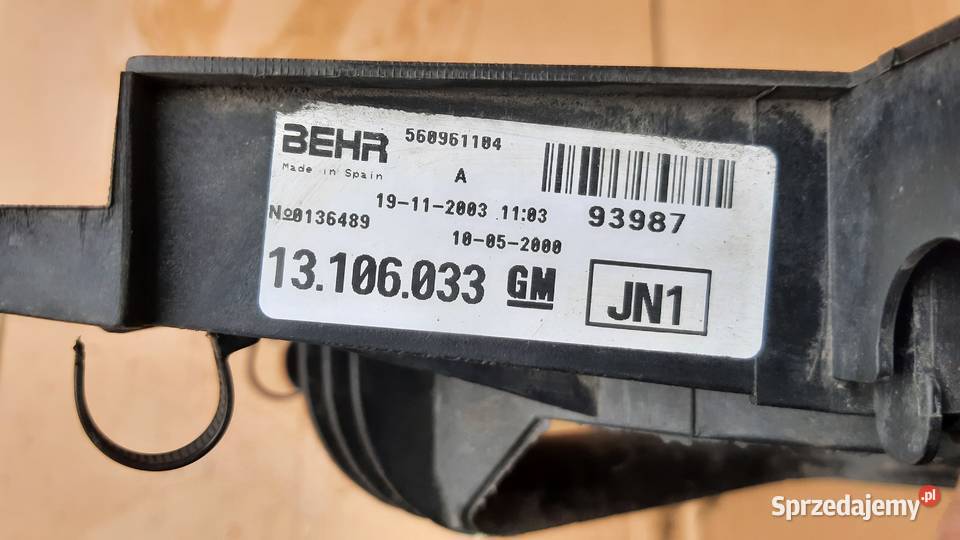 BEHR 560961104
Made in Spain A
19-11-2003 11:03 93987
No0136489
10-05-2000
13.106.033 GM JN1
Sprzedajemy.pl